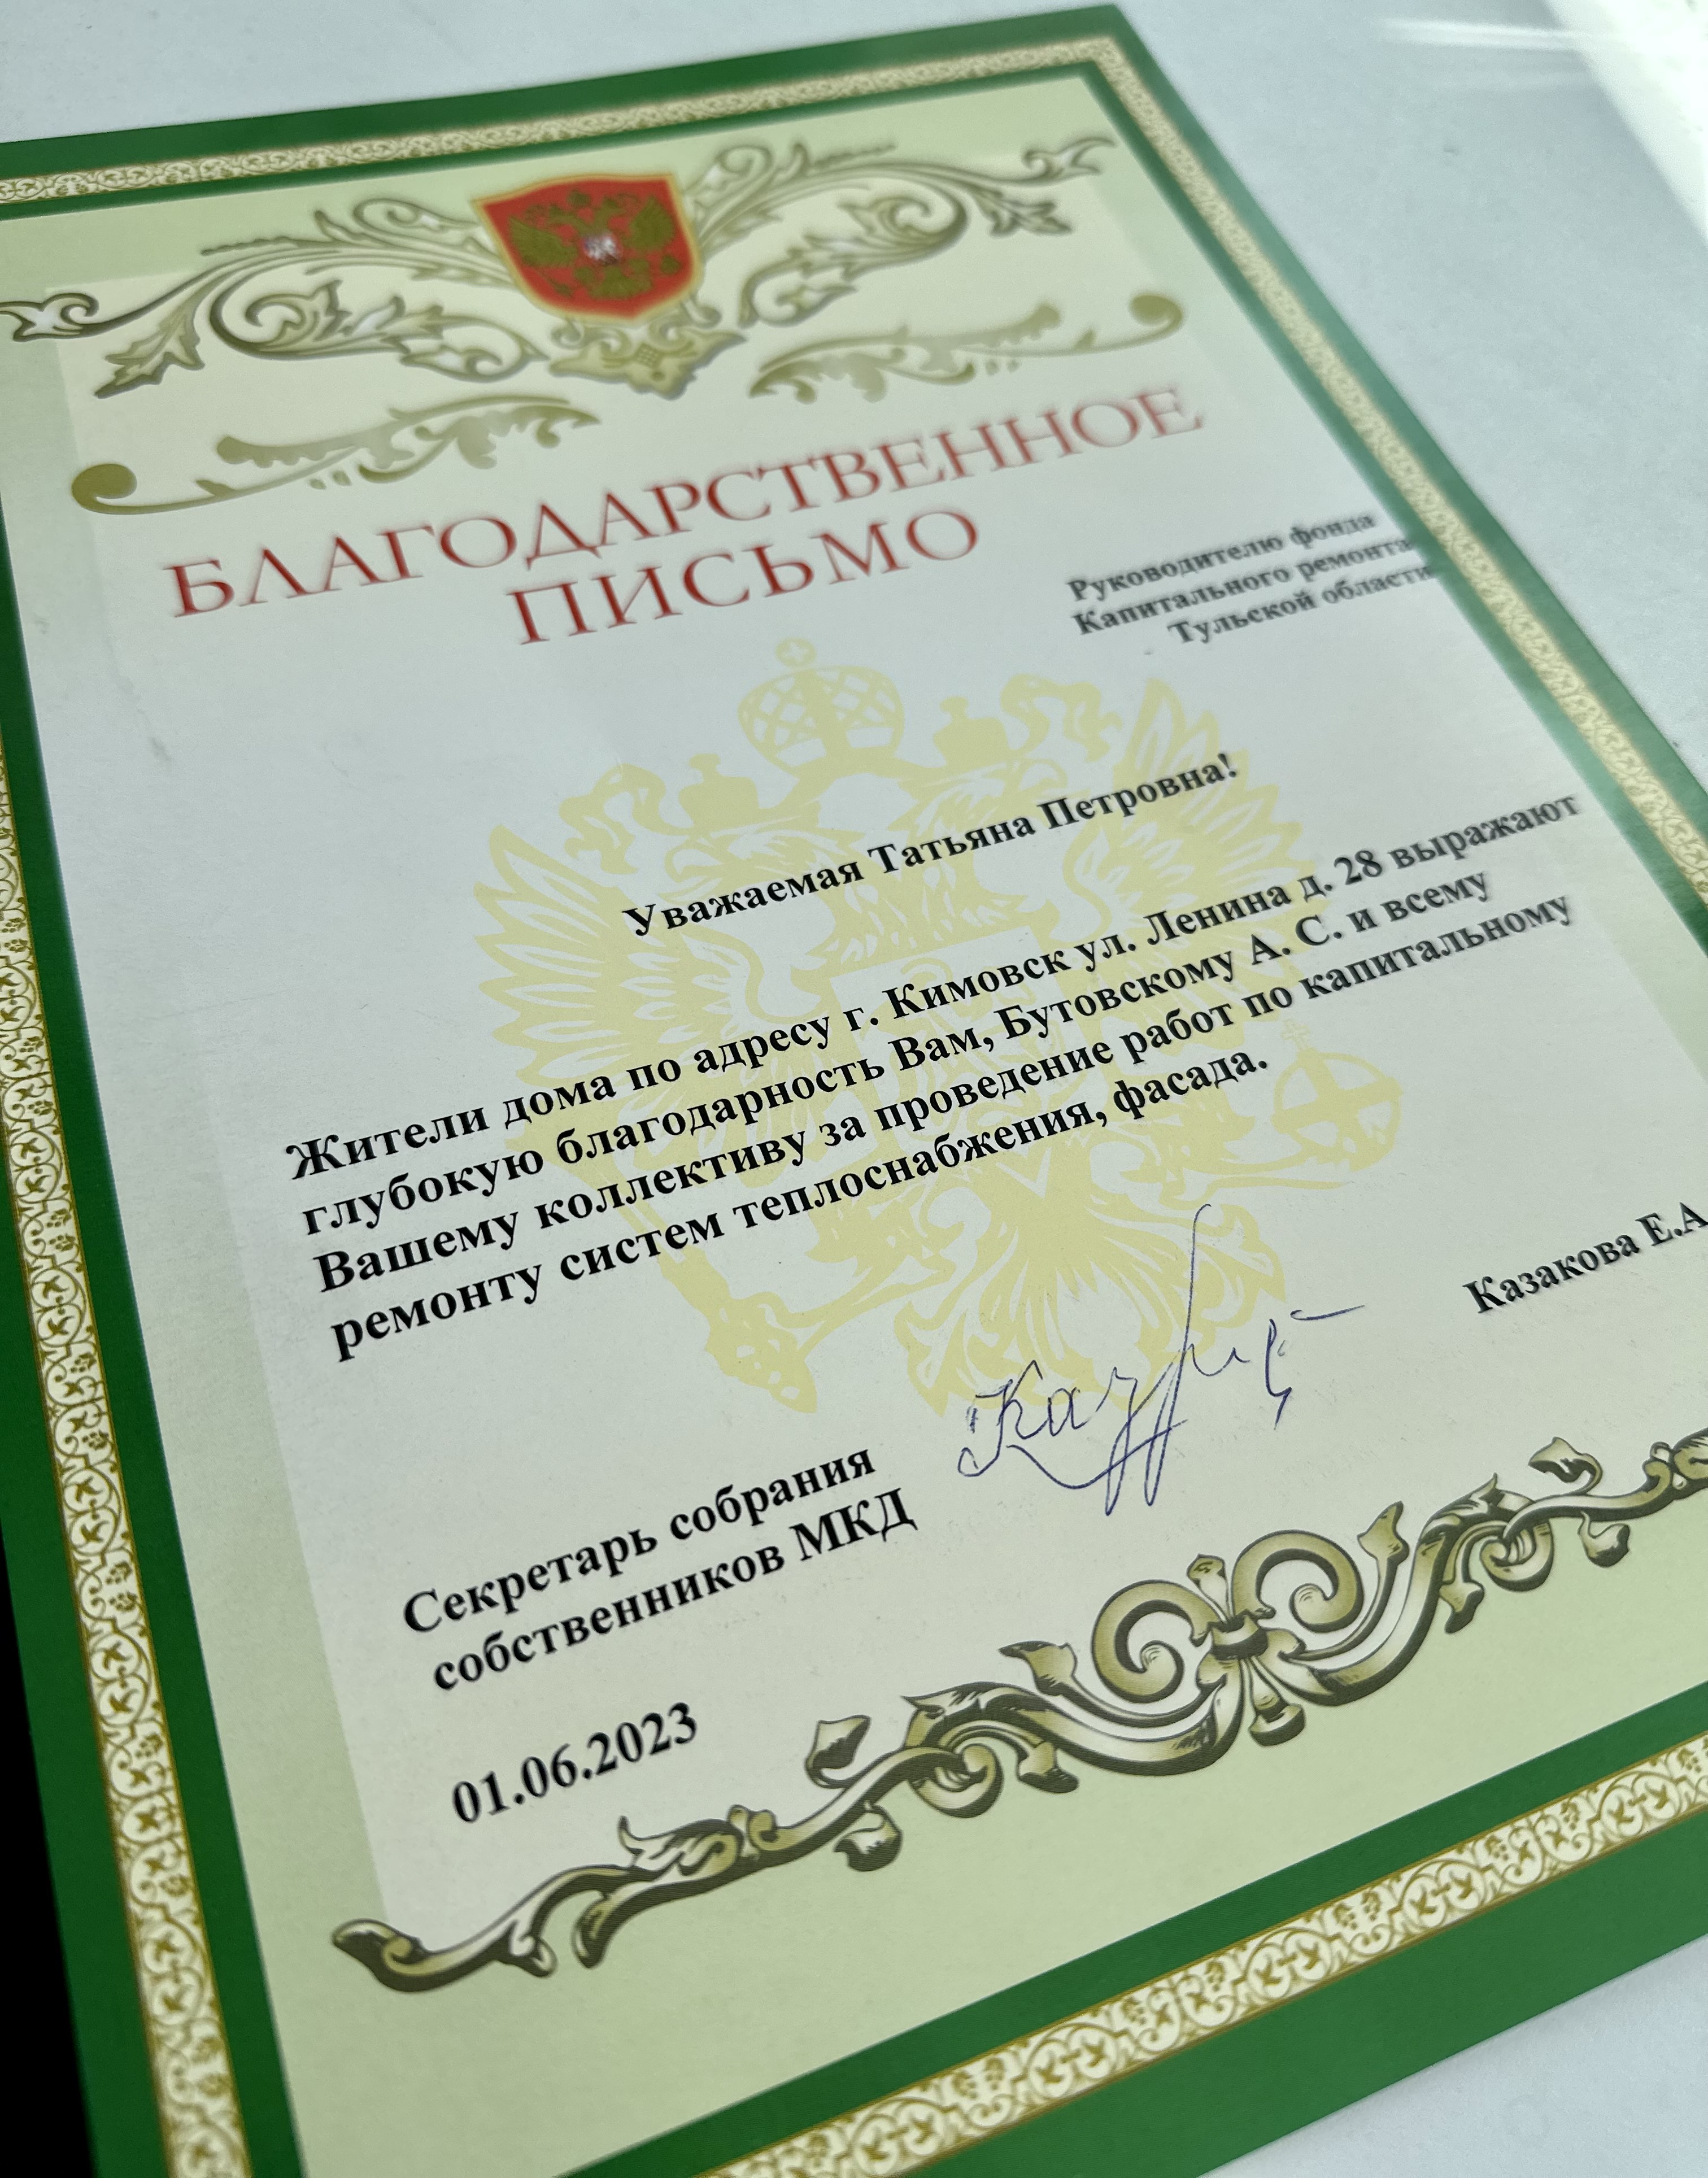 БЛАГОДАРСТВЕННОЕ
ПИСЬМО
Руководителю фонда
Капитального ремонта
Тульской области
Уважаемая Татьяна Петровна!
Жители дома по адресу г. Кимовск ул. Ленина д. 28 выражают
глубокую благодарность Вам, Бутовскому А. С. и всему
Вашему коллективу за проведение работ по капитальному
ремонту систем теплоснабжения, фасада.
Секретарь собрания
собственников МКД
Казакова Е.А
01.06.2023